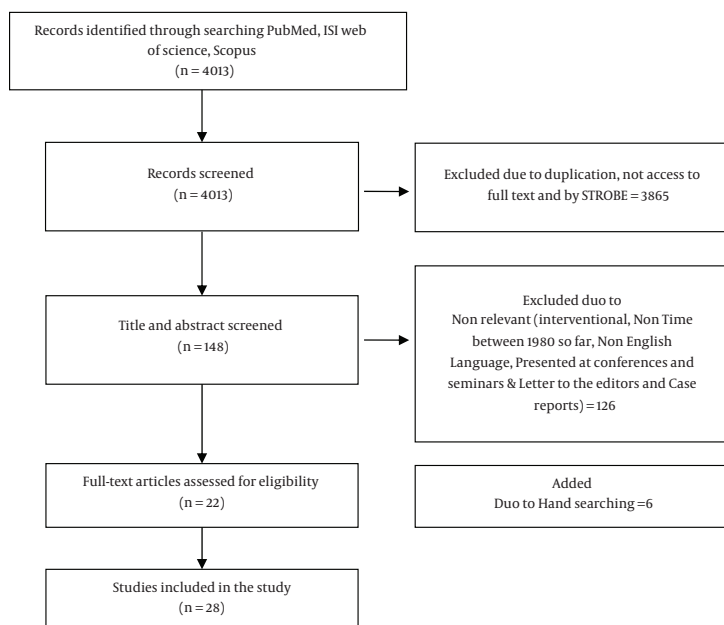 Records identified through searching PubMed, ISI web
of science, Scopus
(n = 4013)
Records screened
(n = 4013)
Excluded due to duplication, not access to
full text and by STROBE = 3865
Title and abstract screened
(n = 148)
Excluded duo to
Non relevant (interventional, Non Time
between 1980 so far, Non English
Language, Presented at conferences and
seminars & Letter to the editors and Case
reports) = 126
Full-text articles assessed for eligibility
(n = 22)
Added
Duo to Hand searching =6
Studies included in the study
(n = 28)